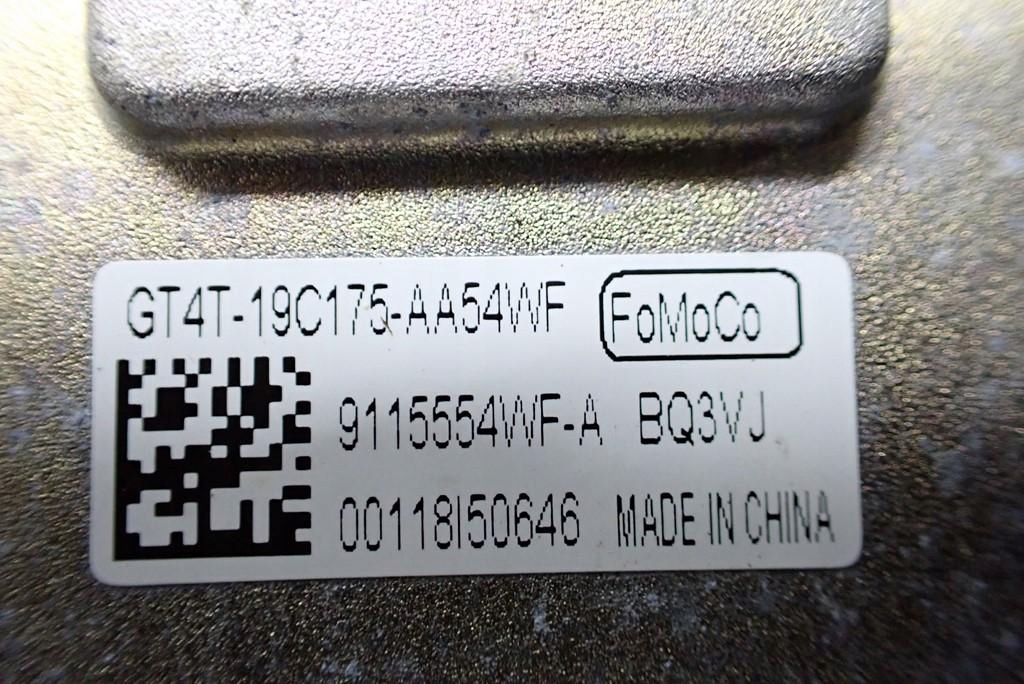 GT4T-19C175-AA54WF FoMoCo
9115554WF-A BQ3VJ
00118I50646 MADE IN CHINA